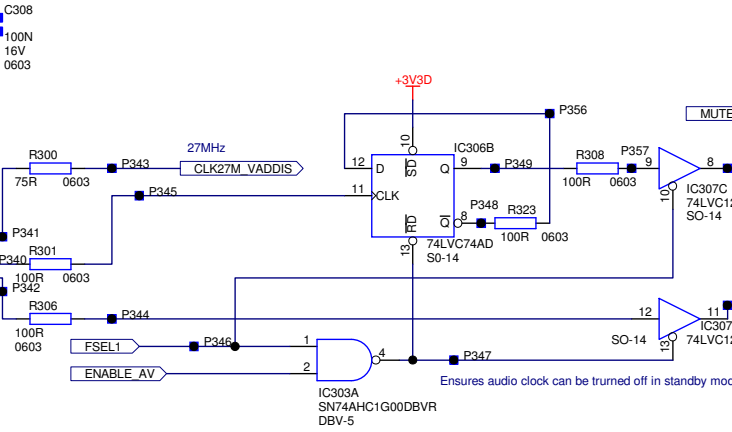 C308
100N
16V
0603
+3V3D
P356
MUTE
27MHz
R300
P343
CLK27M_VADDIS
75R
0603
P345
12
D
10
SD
IC306B
Q
9
P349
R308
P357
100R
0603
9
8
10
IC307C
74LVC12
SO-14
11
CLK
RD
Q
8
P348
R323
100R
0603
13
74LVC74AD
S0-14
P341
P340
R301
100R
0603
P342
R306
100R
0603
P344
12
11
SO-14
13
IC307
74LVC12
FSEL1
P346
1
ENABLE_AV
2
4
P347
IC303A
SN74AHC1G00DBVR
DBV-5
Ensures audio clock can be trurned off in standby mod